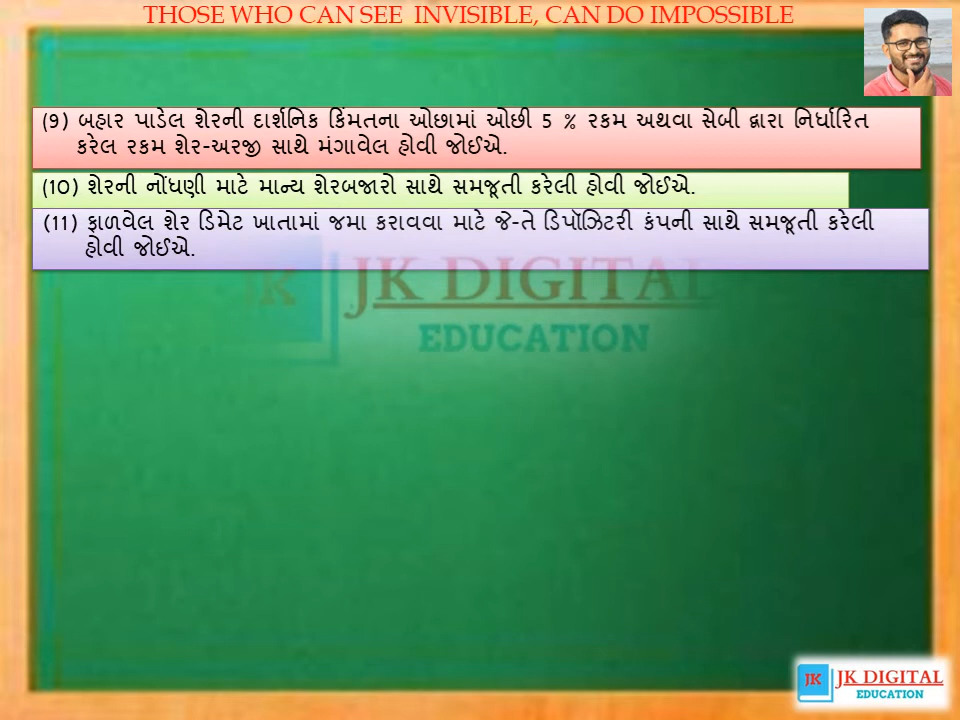 THOSE WHO CAN SEE INVISIBLE, CAN DO IMPOSSIBLE
(9) બહાર પાડેલ શેરની દાર્શનિક કિંમતના ઓછામાં ઓછી 5 % રકમ અથવા સેબી દ્વારા નિર્ધારિત
કરેલ રકમ શેર-અરજી સાથે મંગાવેલ હોવી જોઈએ.
(10) શેરની નોંધણી માટે માન્ય શેરબજારો સાથે સમજૂતી કરેલી હોવી જોઈએ.
(11) ફાળવેલ શેર ડિમેટ ખાતામાં જમા કરાવવા માટે જે-તે ડિપૉઝિટરી કંપની સાથે સમજૂતી કરેલી
હોવી જોઈએ.
JK JK DIGITAL
EDUCATION
JK JK DIGITAL
EDUCATION